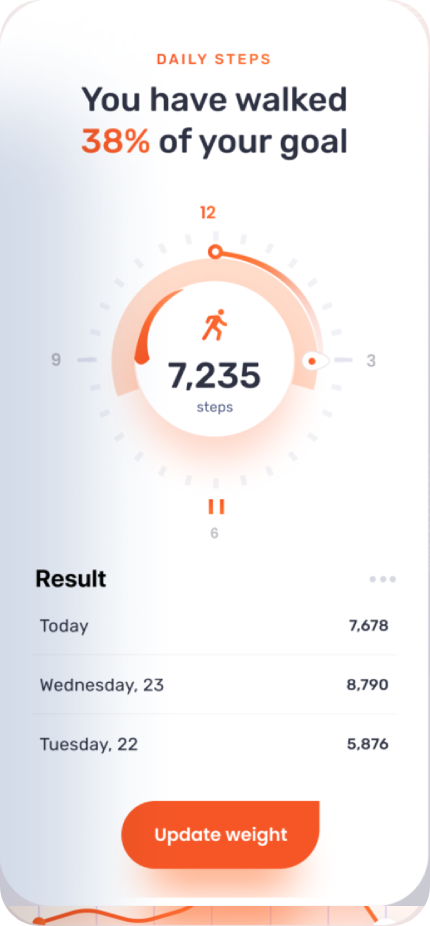 DAILY STEPS
You have walked
38% of your goal
12
9
3
7,235
steps
6
Result
Today
7,678
Wednesday, 23
8,790
Tuesday, 22
5,876
Update weight